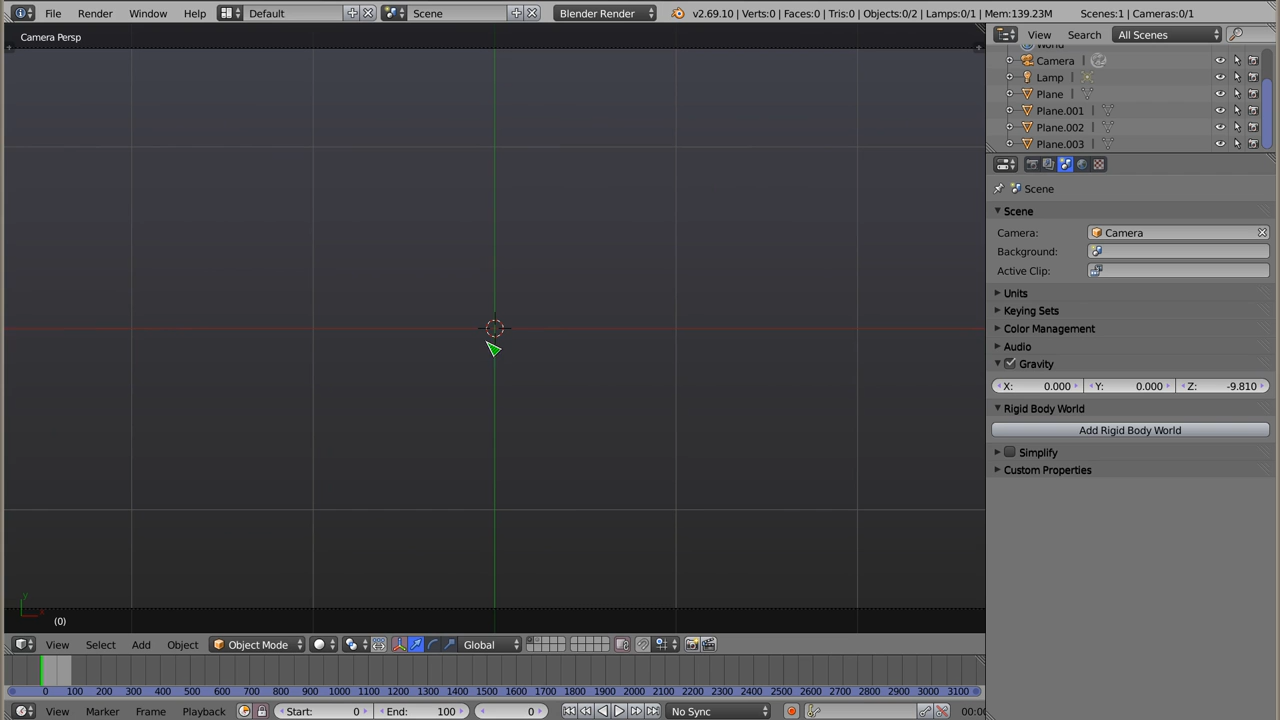 File Render Window Help Default Scene Blender Render v2.69.10 | Verts:0 | Faces:0 | Tris:0 | Objects:0/2 | Lamps:0/1 | Mem:139.23M Scenes:1 | Cameras:0/1
Camera Persp
View Search All Scenes
World
Camera
Lamp
Plane
Plane.001
Plane.002
Plane.003
Scene
Scene
Camera: Camera
Background:
Active Clip:
Units
Keying Sets
Color Management
Audio
Gravity
X: 0.000 Y: 0.000 Z: -9.810
Rigid Body World
Add Rigid Body World
Simplify
Custom Properties
y
x
(0)
View Select Add Object Object Mode Global
0 100 200 300 400 500 600 700 800 900 1000 1100 1200 1300 1400 1500 1600 1700 1800 1900 2000 2100 2200 2300 2400 2500 2600 2700 2800 2900 3000 3100
View Marker Frame Playback Start: 0 End: 100 0 No Sync 00:0